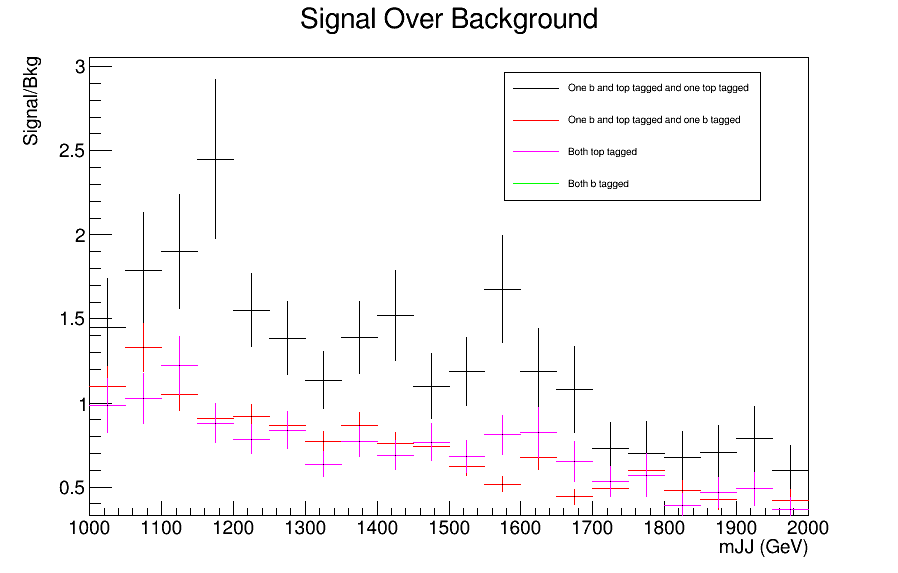 Signal Over Background
Signal/Bkg
3
2.5
2
1.5
1
0.5
One b and top tagged and one top tagged
One b and top tagged and one b tagged
Both top tagged
Both b tagged
1000 1100 1200 1300 1400 1500 1600 1700 1800 1900 2000
mJJ (GeV)